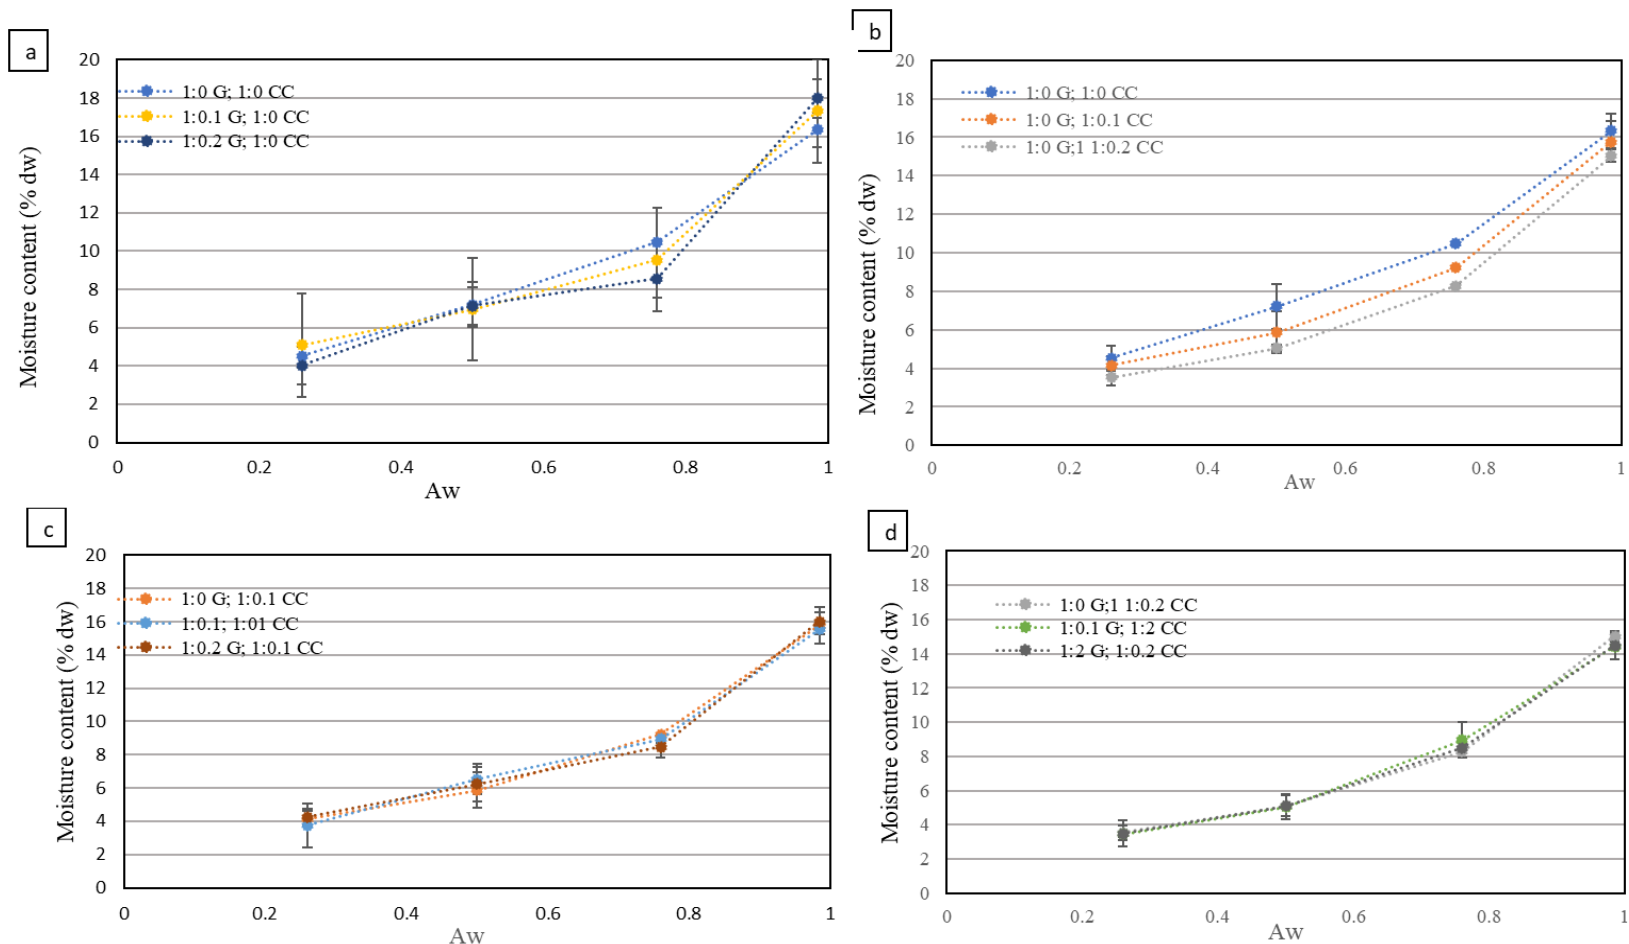 a
20
18
16
14
12
10
8
6
4
2
0
0 0.2 0.4 0.6 0.8 1
Moisture content (% dw)
Aw
1:0 G; 1:0 CC
1:0.1 G; 1:0 CC
1:0.2 G; 1:0 CC
b
20
18
16
14
12
10
8
6
4
2
0
0 0.2 0.4 0.6 0.8 1
Moisture content (% dw)
Aw
1:0 G; 1:0 CC
1:0 G; 1:0.1 CC
1:0 G;1 1:0.2 CC
c
20
18
16
14
12
10
8
6
4
2
0
0 0.2 0.4 0.6 0.8 1
Moisture content (% dw)
Aw
1:0 G; 1:0.1 CC
1:0.1; 1:01 CC
1:0.2 G; 1:0.1 CC
d
20
18
16
14
12
10
8
6
4
2
0
0 0.2 0.4 0.6 0.8 1
Moisture content (% dw)
Aw
1:0 G;1 1:0.2 CC
1:0.1 G; 1:2 CC
1:2 G; 1:0.2 CC